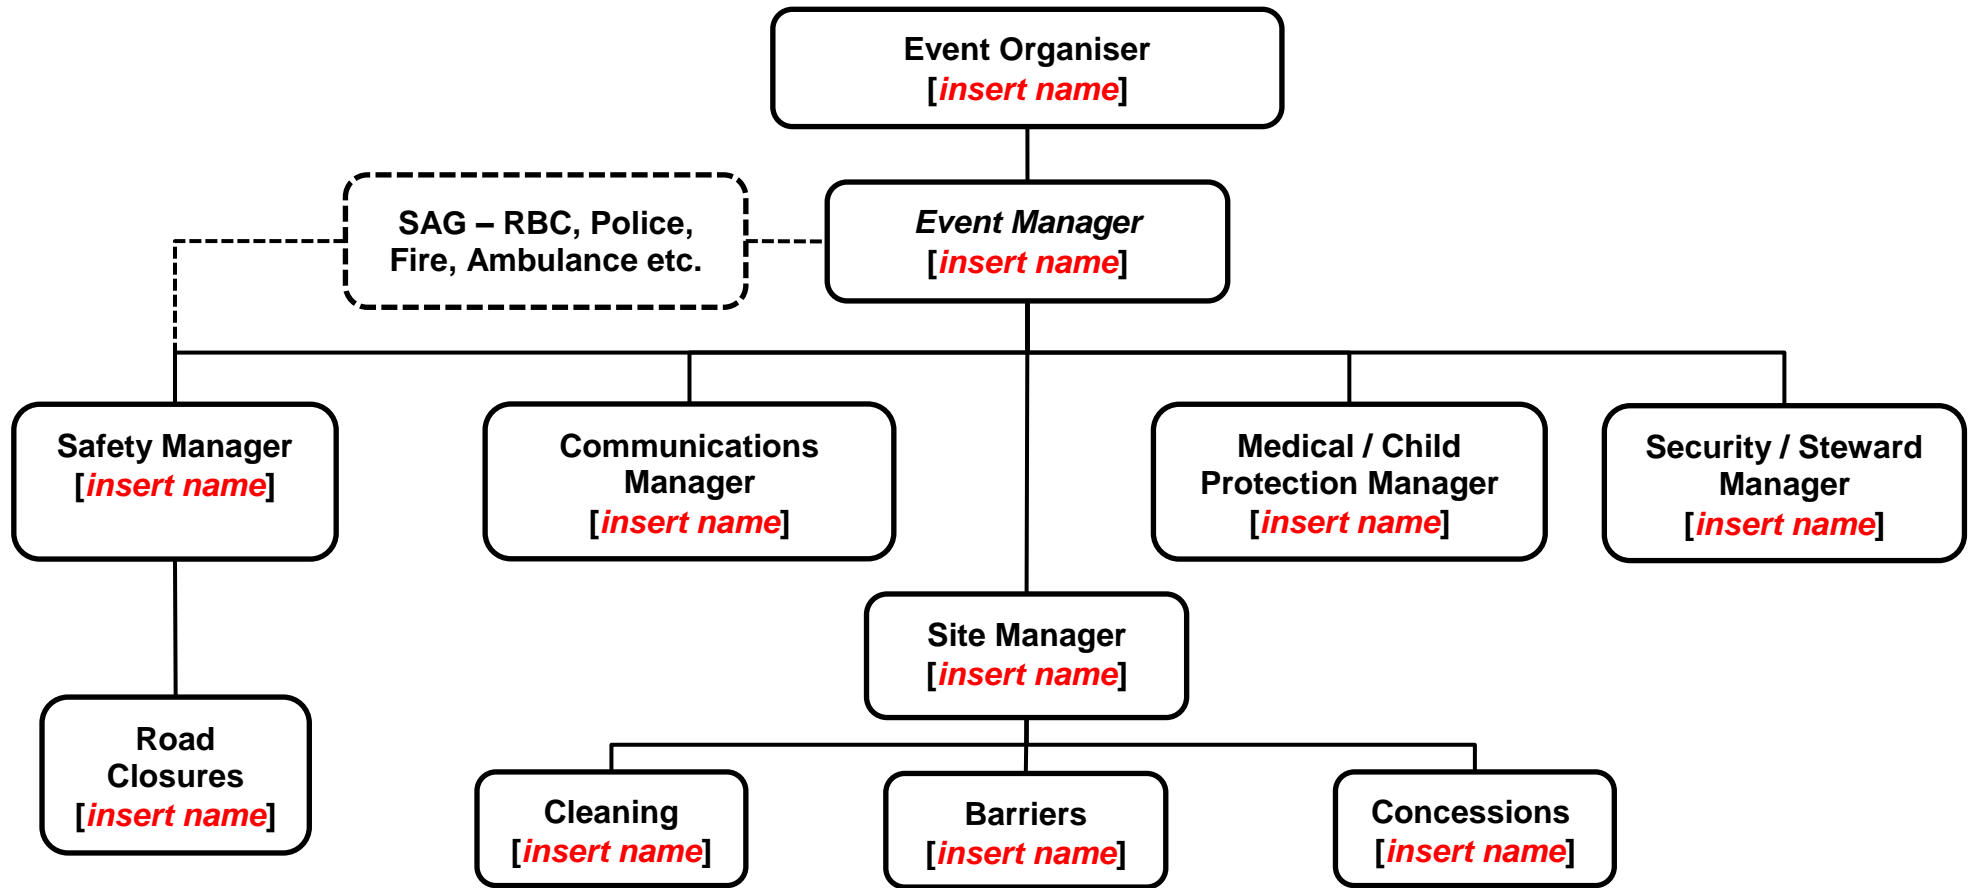 Event Organiser
[insert name]
SAG – RBC, Police,
Fire, Ambulance etc.
Event Manager
[insert name]
Safety Manager
[insert name]
Communications
Manager
[insert name]
Medical / Child
Protection Manager
[insert name]
Security / Steward
Manager
[insert name]
Site Manager
[insert name]
Road
Closures
[insert name]
Cleaning
[insert name]
Barriers
[insert name]
Concessions
[insert name]